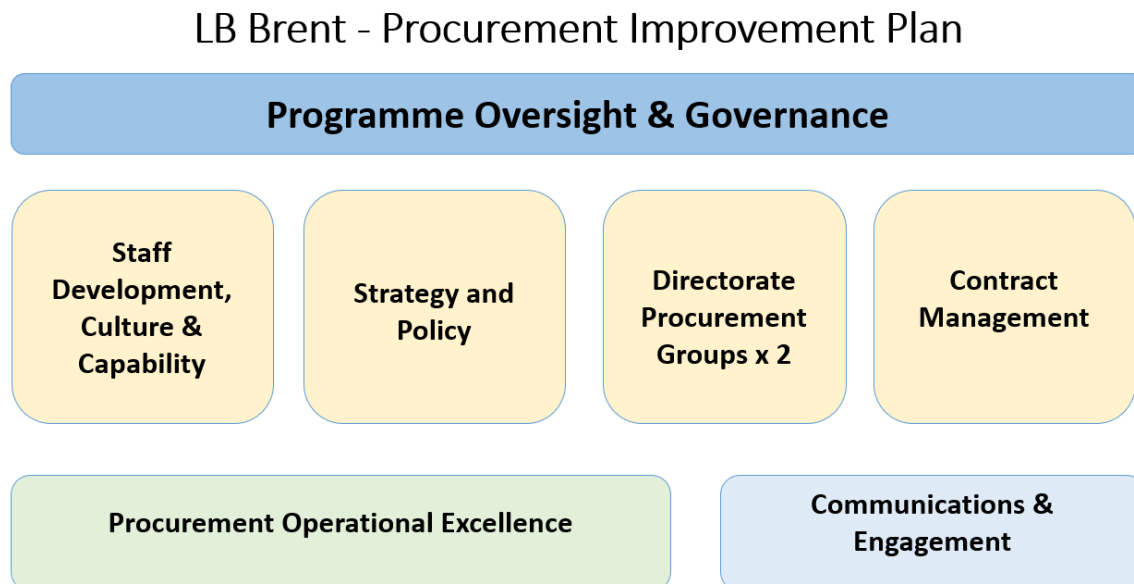 LB Brent - Procurement Improvement Plan
Programme Oversight & Governance
Staff
Development,
Culture &
Capability
Strategy and
Policy
Directorate
Procurement
Groups x 2
Contract
Management
Procurement Operational Excellence
Communications &
Engagement